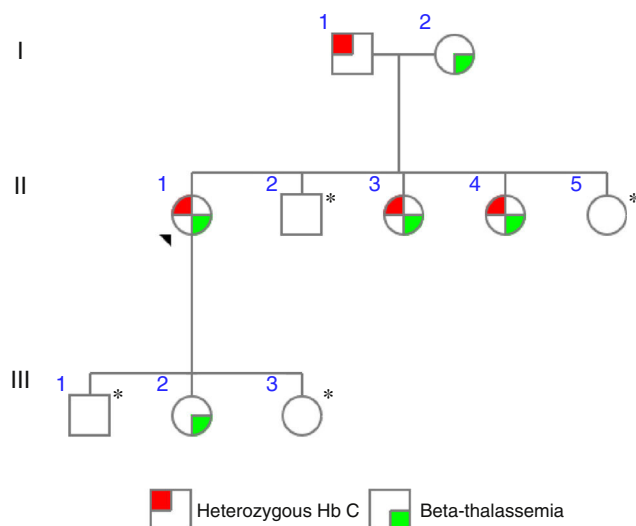 1 2
I
1 2 * 3 4 5 *
II
1 * 2 3 *
III
Heterozygous Hb C Beta-thalassemia